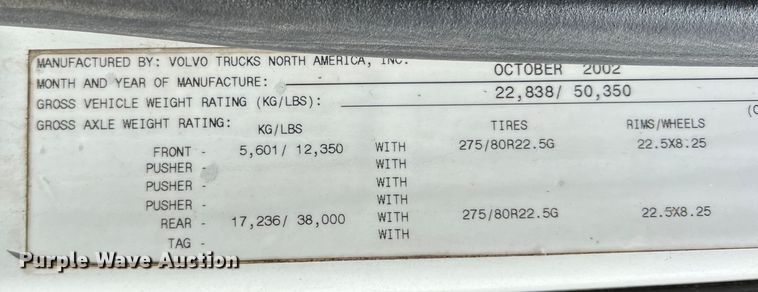 MANUFACTURED BY: VOLVO TRUCKS NORTH AMERICA, INC.
MONTH AND YEAR OF MANUFACTURE: OCTOBER 2002
GROSS VEHICLE WEIGHT RATING (KG/LBS): 22,838/ 50,350
GROSS AXLE WEIGHT RATING: KG/LBS TIRES RIMS/WHEELS (C
FRONT - 5,601/ 12,350 WITH 275/80R22.5G 22.5X8.25
PUSHER - WITH
PUSHER - WITH
PUSHER - WITH
REAR - 17,236/ 38,000 WITH 275/80R22.5G 22.5X8.25
TAG - WITH
Purple Wave Auction